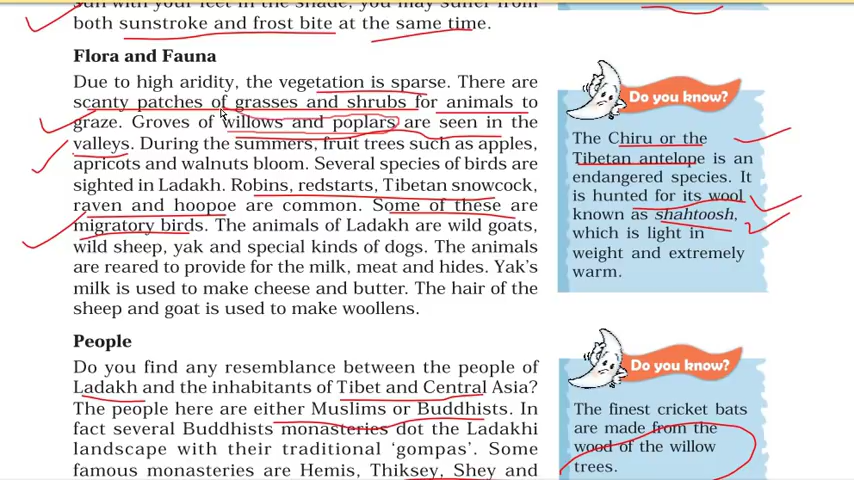 sun with your feet in the shade, you may suffer from
both sunstroke and frost bite at the same time.
Flora and Fauna
Due to high aridity, the vegetation is sparse. There are
scanty patches of grasses and shrubs for animals to
graze. Groves of willows and poplars are seen in the
valleys. During the summers, fruit trees such as apples,
apricots and walnuts bloom. Several species of birds are
sighted in Ladakh. Robins, redstarts, Tibetan snowcock,
raven and hoopoe are common. Some of these are
migratory birds. The animals of Ladakh are wild goats,
wild sheep, yak and special kinds of dogs. The animals
are reared to provide for the milk, meat and hides. Yak's
milk is used to make cheese and butter. The hair of the
sheep and goat is used to make woollens.
People
Do you find any resemblance between the people of
Ladakh and the inhabitants of Tibet and Central Asia?
The people here are either Muslims or Buddhists. In
fact several Buddhists monasteries dot the Ladakhi
landscape with their traditional 'gompas'. Some
famous monasteries are Hemis, Thiksey, Shey and
Do you know?
The Chiru or the
Tibetan antelope is an
endangered species. It
is hunted for its wool
known as shahtoosh,
which is light in
weight and extremely
warm.
Do you know?
The finest cricket bats
are made from the
wood of the willow
trees.